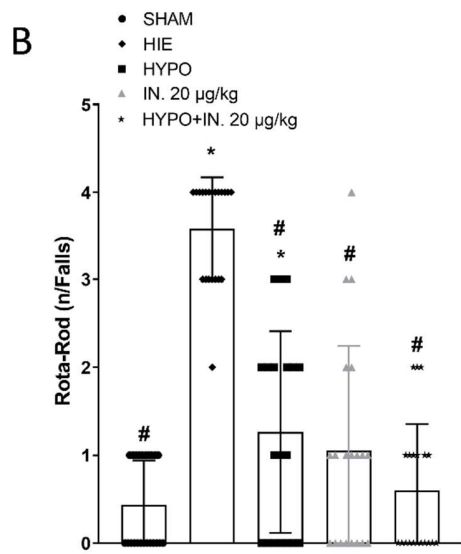 B
SHAM
HIE
HYPO
IN. 20 µg/kg
HYPO+IN. 20 µg/kg
Rota-Rod (n/Falls)
5
4
3
2
1
0
#
*
#
*
#
#